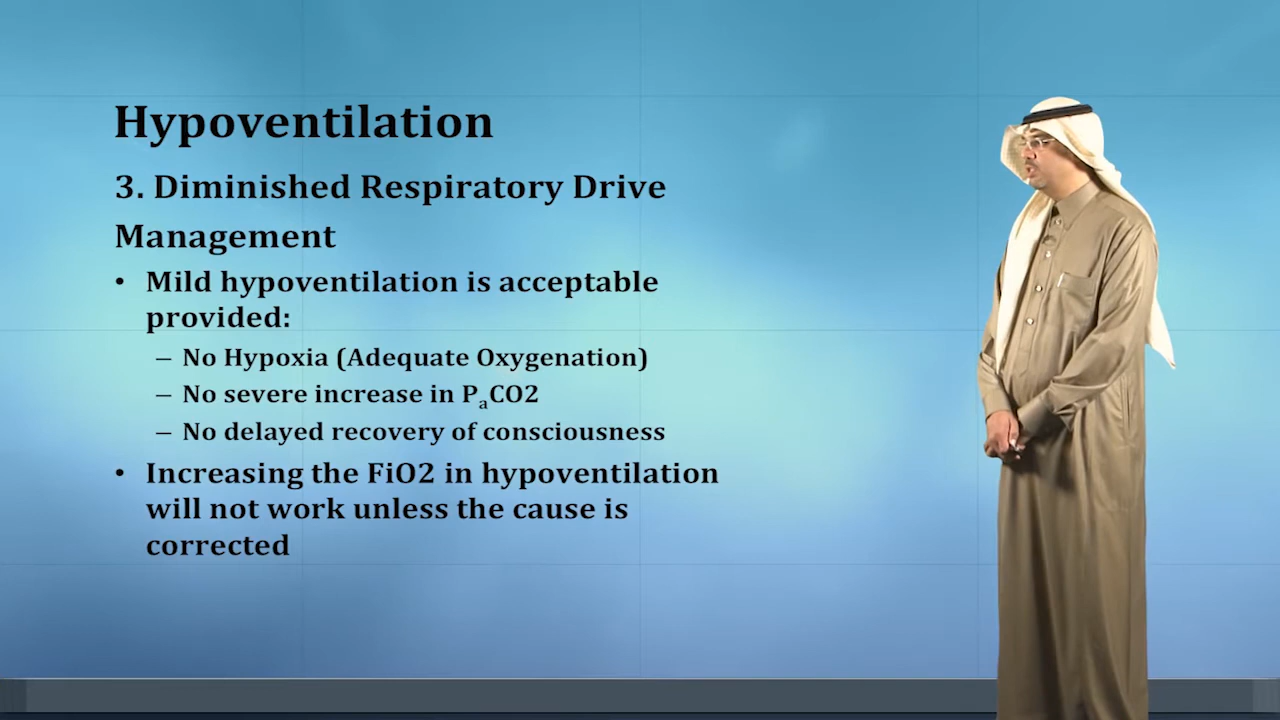 Hypoventilation
3. Diminished Respiratory Drive
Management
• Mild hypoventilation is acceptable
provided:
– No Hypoxia (Adequate Oxygenation)
– No severe increase in PaCO2
– No delayed recovery of consciousness
• Increasing the FiO2 in hypoventilation
will not work unless the cause is
corrected